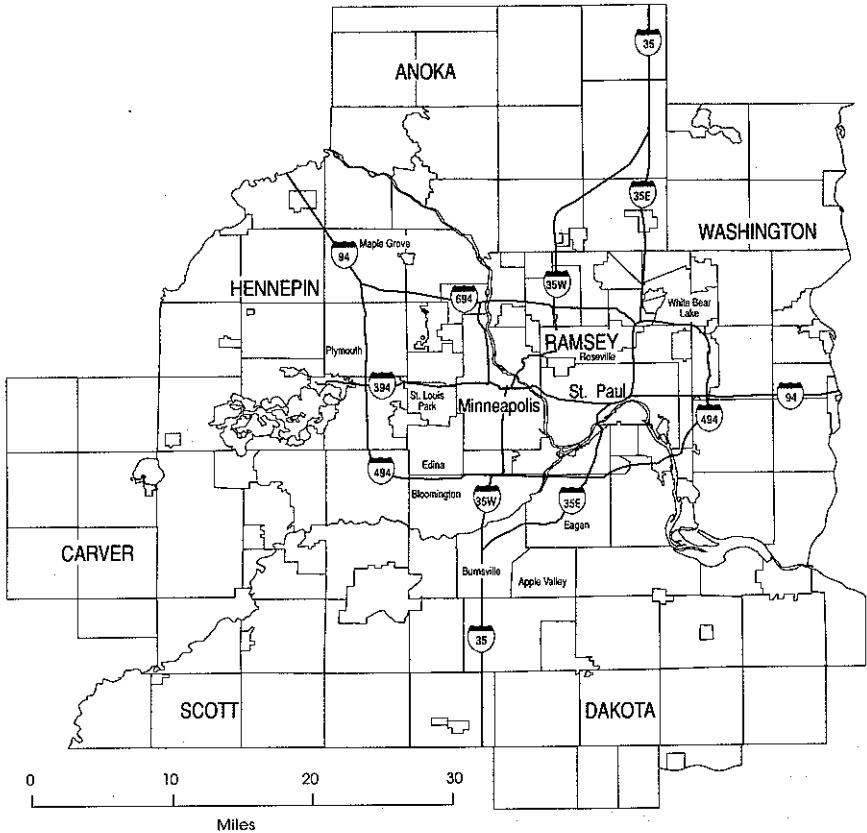 35
ANOKA
35E
WASHINGTON
Maple Grove
94
35W
HENNEPIN
694
White Bear
Lake
RAMSEY
Plymouth
Roseville
394
St. Louis
Park
St. Paul
94
Minneapolis
494
Edina
494
Bloomington
35W
35E
Eagan
CARVER
Burnsville
Apple Valley
35
SCOTT
DAKOTA
0
10
20
30
Miles